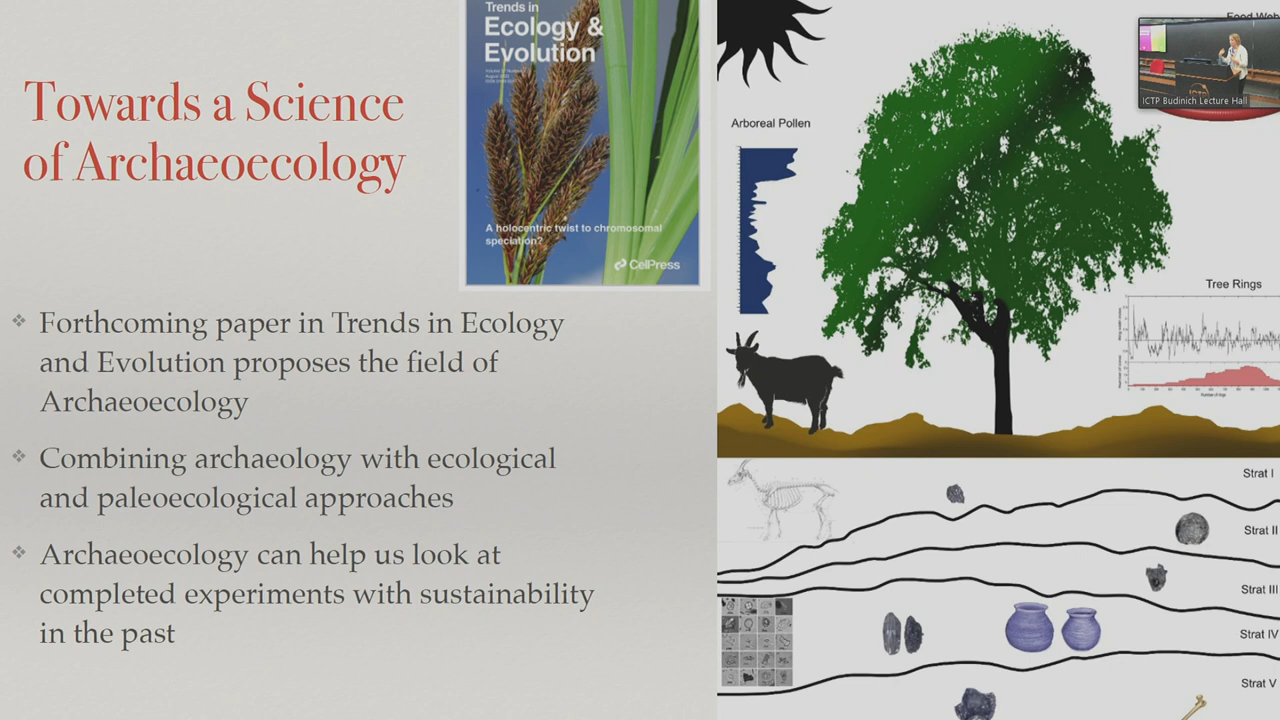 Towards a Science
of Archaeoecology
Trends in
Ecology &
Evolution
A holocentric twist to chromosomal
speciation?
CelPress
Forthcoming paper in Trends in Ecology
and Evolution proposes the field of
Archaeoecology
Combining archaeology with ecological
and paleoecological approaches
Archaeoecology can help us look at
completed experiments with sustainability
in the past
Arboreal Pollen
ICTP Budinich Lecture Hall
Tree Rings
Strat I
Strat II
Strat III
Strat IV
Strat V